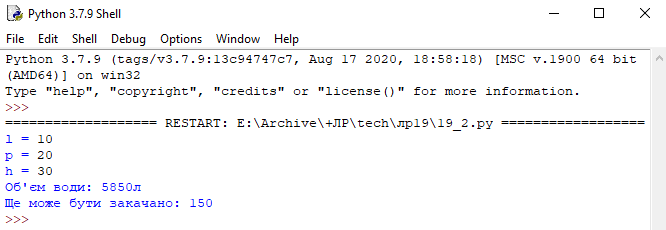 Python 3.7.9 Shell
File Edit Shell Debug Options Window Help
Python 3.7.9 (tags/v3.7.9:13c94747c7, Aug 17 2020, 18:58:18) [MSC v.1900 64 bit
(AMD64)] on win32
Type "help", "copyright", "credits" or "license()" for more information.
>>>
=================== RESTART: E:\Archive\+ЛР\tech\лр19\19_2.py ==================
l = 10
p = 20
h = 30
Об'єм води: 5850л
Ще може бути закачано: 150
>>>